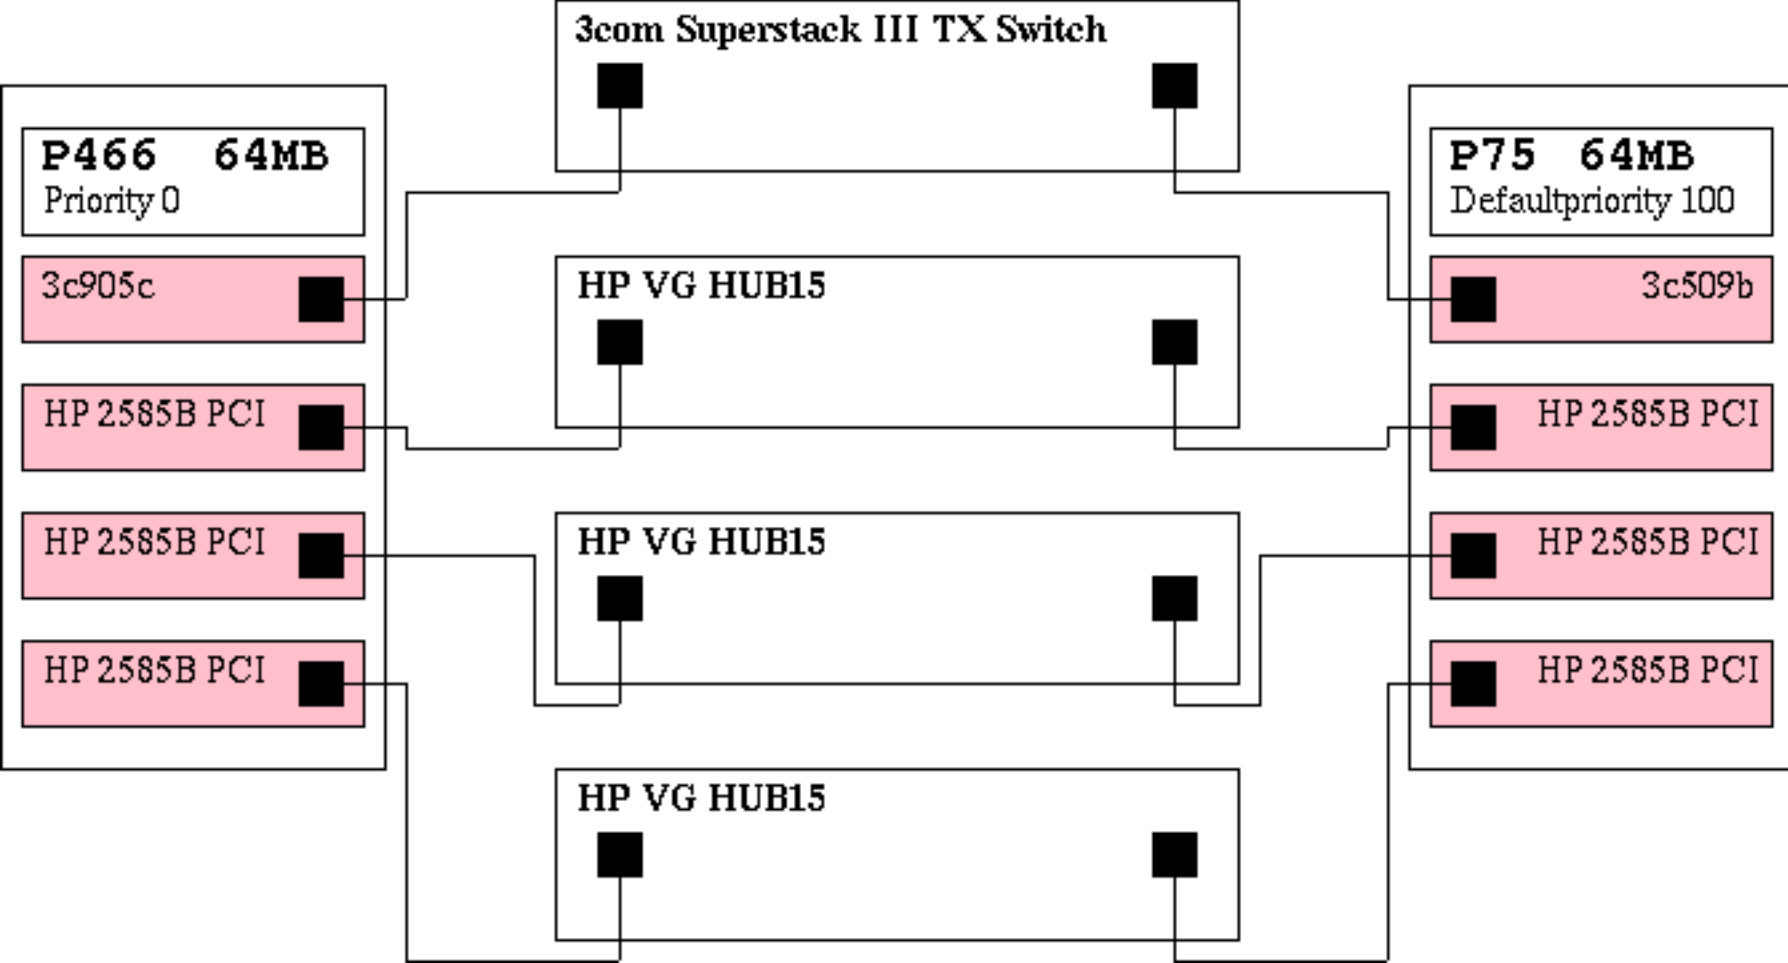 3com Superstack III TX Switch
P466 64MB
Priority 0
3c905c
HP 2585B PCI
HP 2585B PCI
HP 2585B PCI
HP VG HUB15
HP VG HUB15
HP VG HUB15
P75 64MB
Defaultpriority 100
3c509b
HP 2585B PCI
HP 2585B PCI
HP 2585B PCI